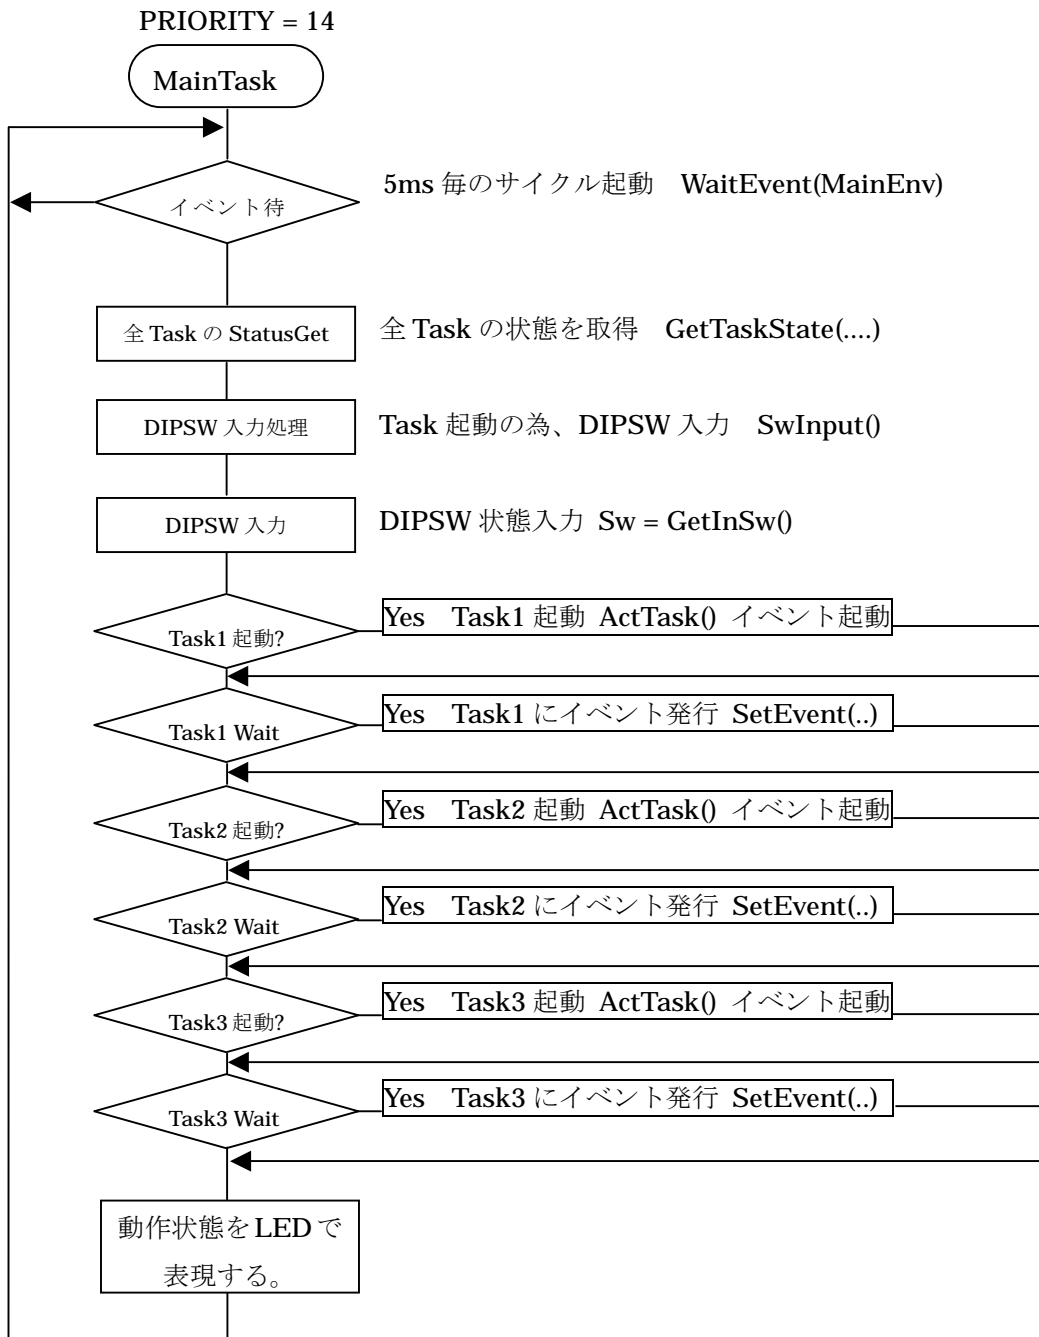 PRIORITY = 14
MainTask
イベント待
5ms 毎のサイクル起動 WaitEvent(MainEnv)
全 Task の StatusGet
全 Task の状態を取得 GetTaskState(....)
DIPSW 入力処理
Task 起動の為、DIPSW 入力 SwInput()
DIPSW 入力
DIPSW 状態入力 Sw = GetInSw()
Task1 起動?
Yes Task1 起動 ActTask() イベント起動
Task1 Wait
Yes Task1 にイベント発行 SetEvent(..)
Task2 起動?
Yes Task2 起動 ActTask() イベント起動
Task2 Wait
Yes Task2 にイベント発行 SetEvent(..)
Task3 起動?
Yes Task3 起動 ActTask() イベント起動
Task3 Wait
Yes Task3 にイベント発行 SetEvent(..)
動作状態を LED で
表現する。